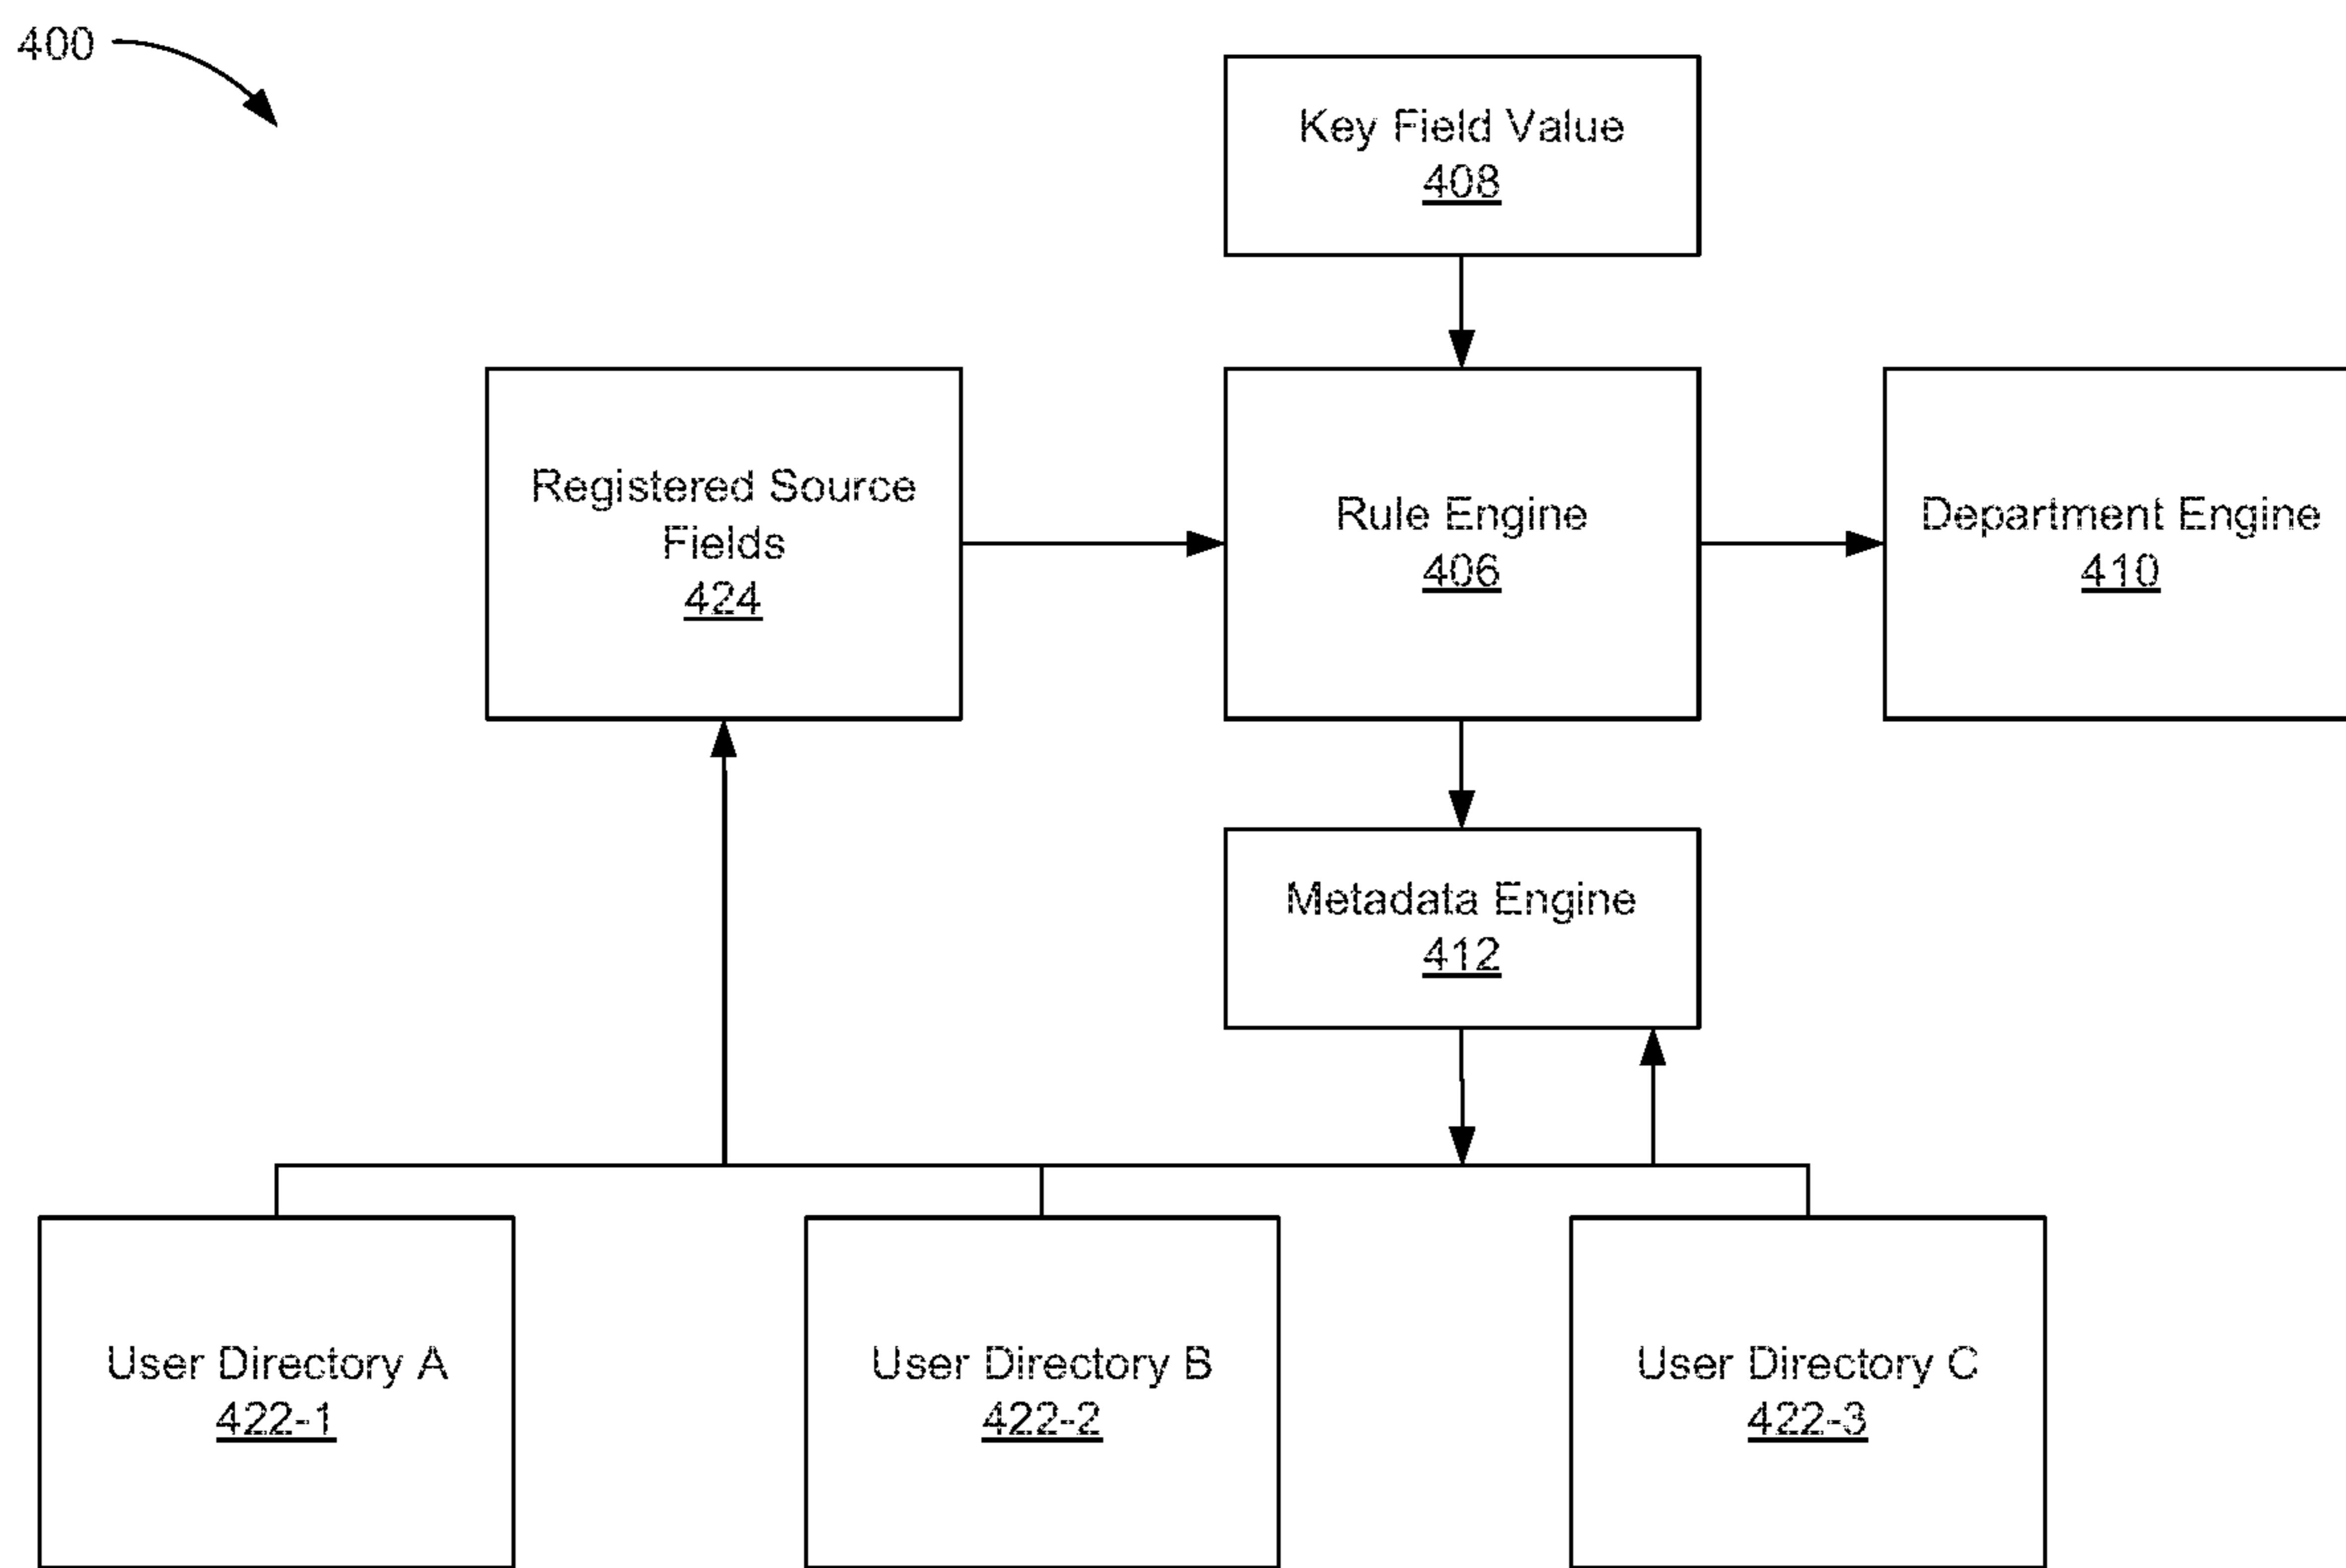 400
Key Field Value
408
Registered Source
Fields
424
Rule Engine
406
Department Engine
410
Metadata Engine
412
User Directory A
422-1
User Directory B
422-2
User Directory C
422-3